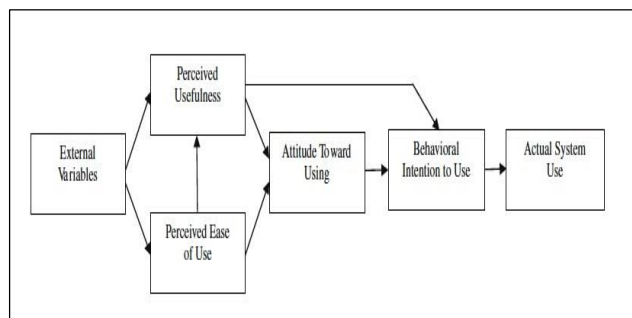 Perceived
Usefulness
External
Variables
Perceived Ease
of Use
Attitude Toward
Using
Behavioral
Intention to Use
Actual System
Use